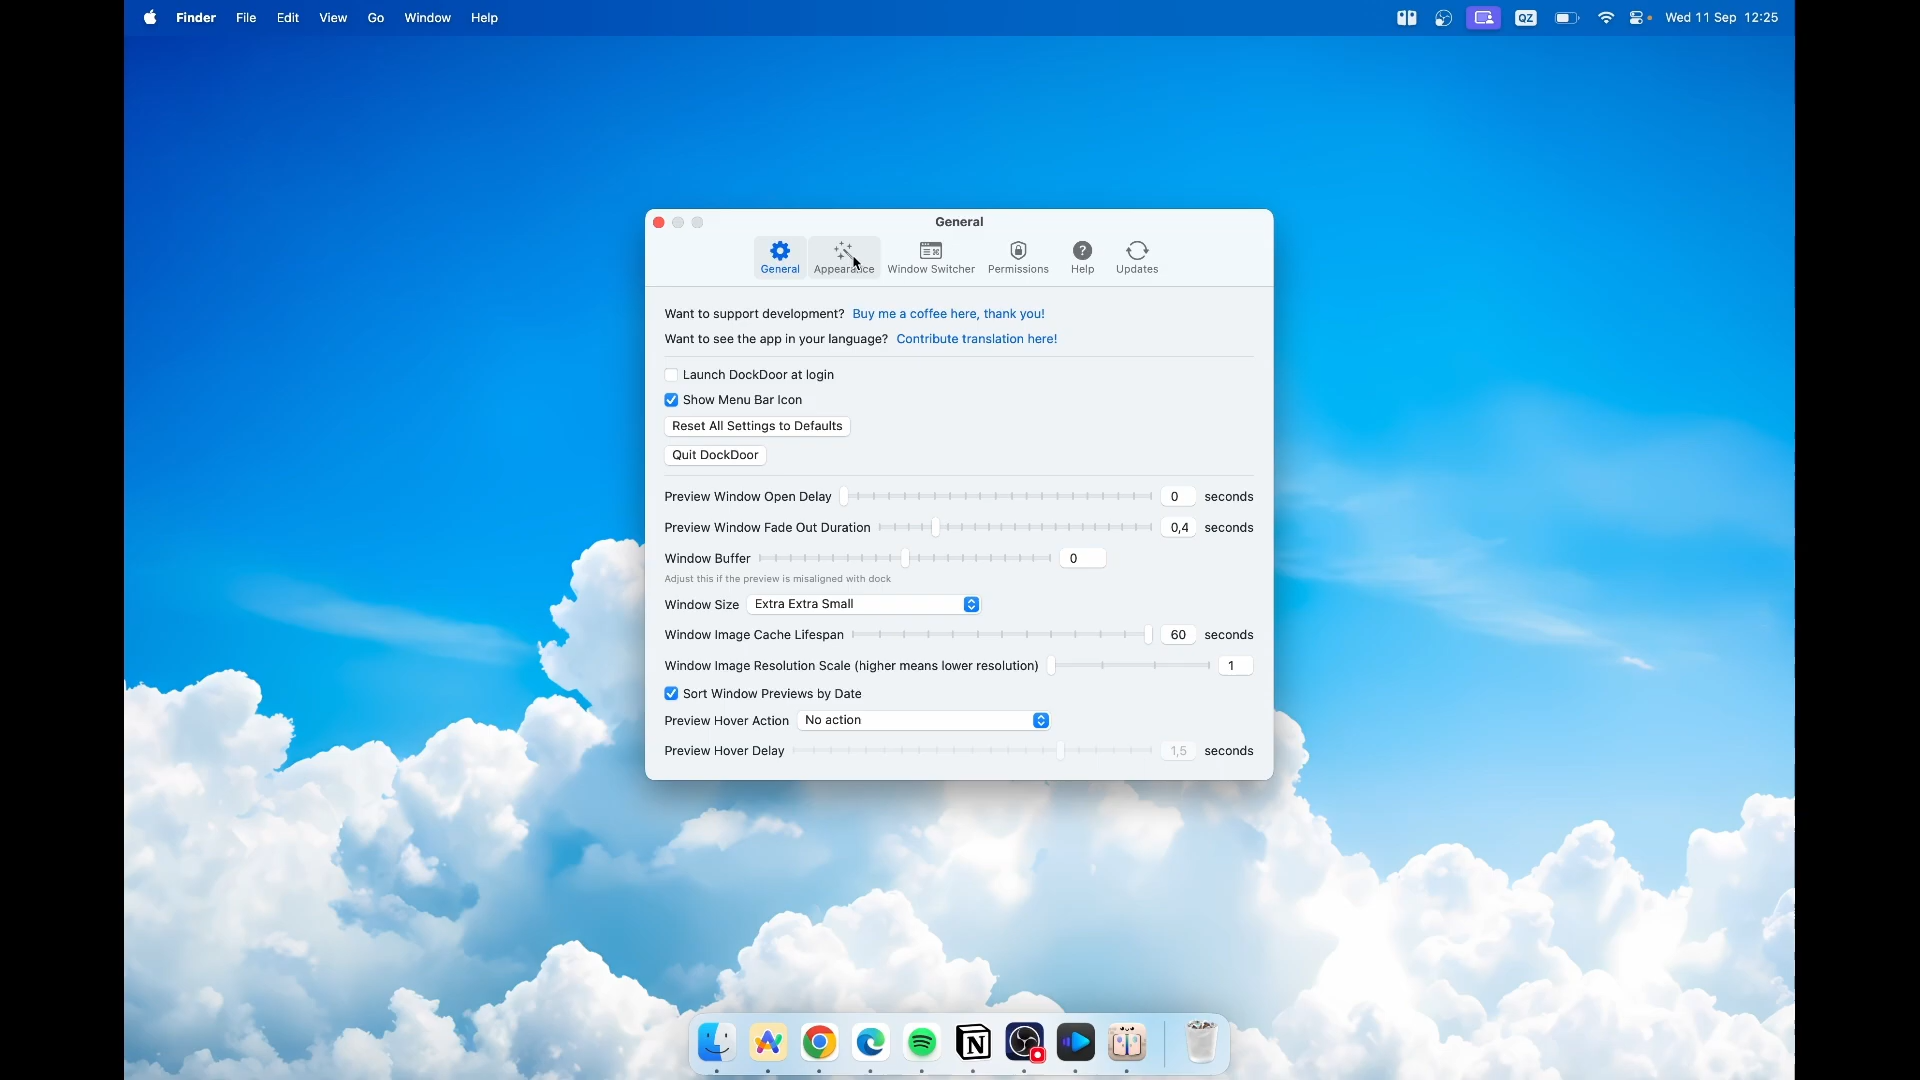 Finder File Edit View Go Window Help
QZ Wed 11 Sep 12:25
General
General Appearance Window Switcher Permissions Help Updates
Want to support development? Buy me a coffee here, thank you!
Want to see the app in your language? Contribute translation here!
Launch DockDoor at login
Show Menu Bar Icon
Reset All Settings to Defaults
Quit DockDoor
Preview Window Open Delay 0 seconds
Preview Window Fade Out Duration 0,4 seconds
Window Buffer 0
Adjust this if the preview is misaligned with dock
Window Size Extra Extra Small
Window Image Cache Lifespan 60 seconds
Window Image Resolution Scale (higher means lower resolution) 1
Sort Window Previews by Date
Preview Hover Action No action
Preview Hover Delay 1,5 seconds